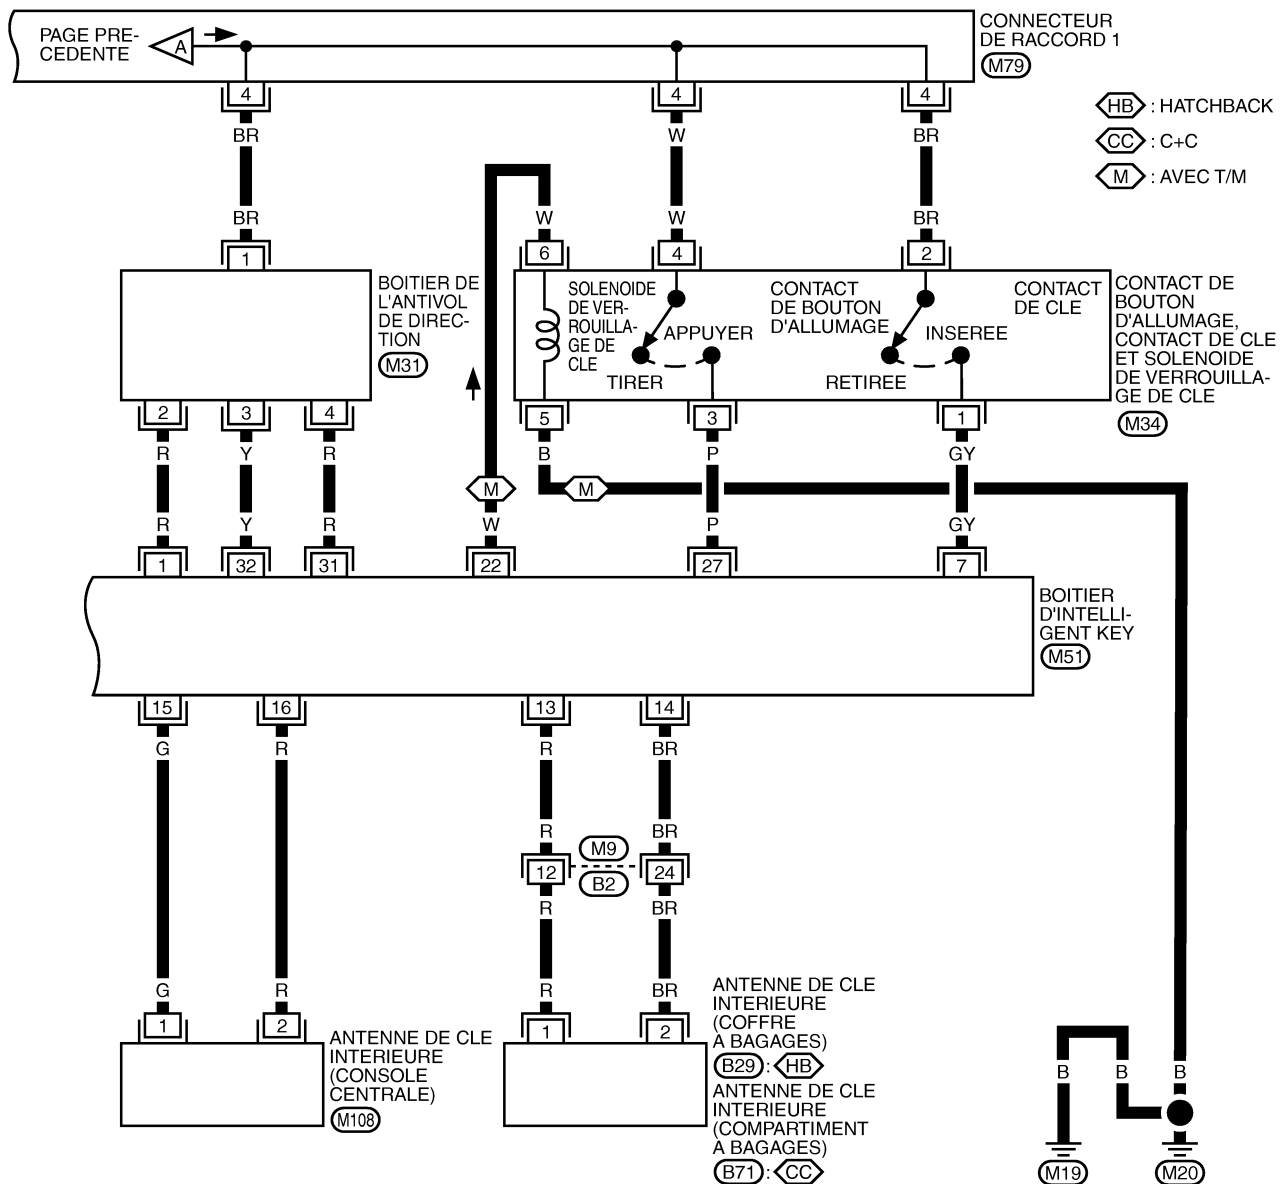 PAGE PRE-
CEDENTE
A
CONNECTEUR
DE RACCORD 1
M79
4 4 4
BR W BR
HB : HATCHBACK
CC : C+C
M : AVEC T/M
BR W W BR
1 6 4 2
BOITIER DE
L'ANTIVOL
DE DIREC-
TION
M31
SOLENOIDE
DE VER-
ROUILLA-
GE DE
CLE
APPUYER
TIRER
CONTACT
DE BOUTON
D'ALLUMAGE
INSEREE
RETIREE
CONTACT
DE CLE
CONTACT DE
BOUTON
D'ALLUMAGE,
CONTACT DE CLE
ET SOLENOIDE
DE VERROUILLA-
GE DE CLE
M34
2 3 4 5 3 1
R Y R B P GY
M M
R Y R W P GY
1 32 31 22 27 7
BOITIER
D'INTELLI-
GENT KEY
M51
15 16 13 14
G R R BR
R BR
12 M9 24
B2
R BR
G R R BR
1 2 1 2
ANTENNE DE CLE
INTERIEURE
(CONSOLE
CENTRALE)
M108
ANTENNE DE CLE
INTERIEURE
(COFFRE
A BAGAGES)
B29 : HB
ANTENNE DE CLE
INTERIEURE
(COMPARTIMENT
A BAGAGES)
B71 : CC
B B B
M19 M20